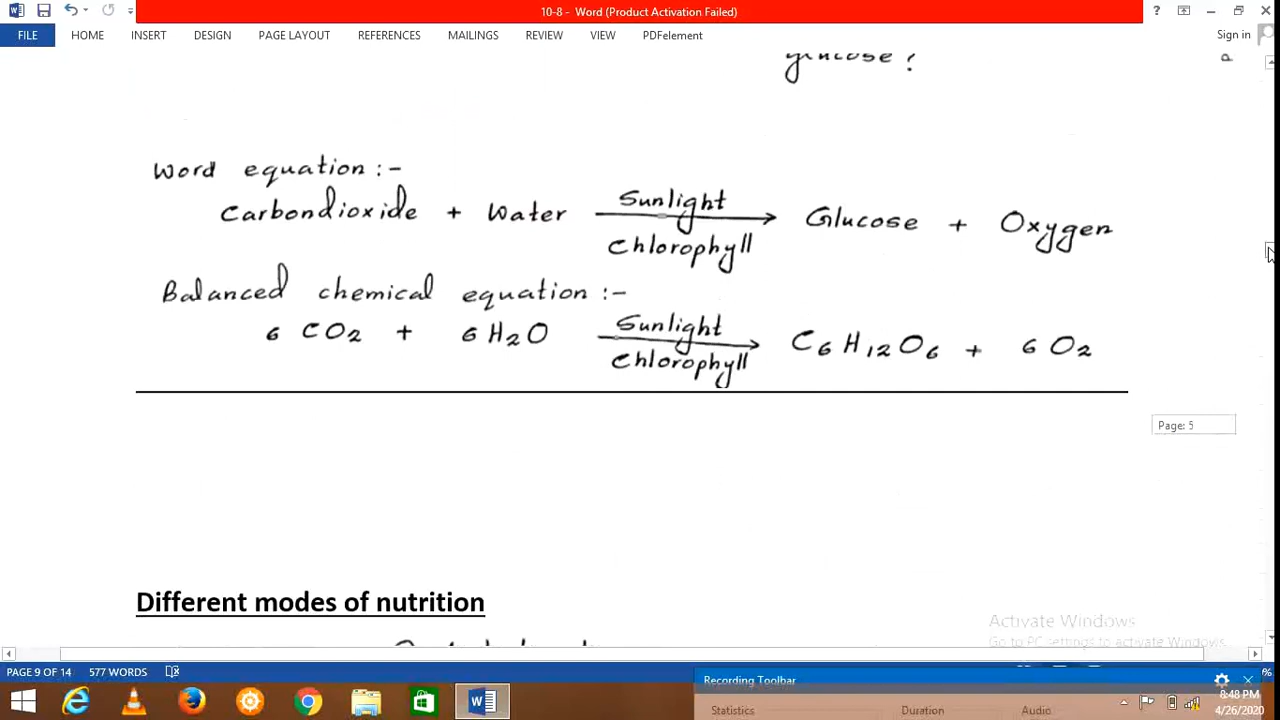 10-8 - Word (Product Activation Failed)
FILE HOME INSERT DESIGN PAGE LAYOUT REFERENCES MAILINGS REVIEW VIEW PDFelement Sign in
glucose ?
Word equation :-
Carbondioxide + Water Sunlight Chlorophyll Glucose + Oxygen
Balanced chemical equation :-
6 CO2 + 6 H2O Sunlight Chlorophyll C6 H12 O6 + 6 O2
Page: 5
Different modes of nutrition
Activate Windows
Go to PC settings to activate Windows.
PAGE 9 OF 14 577 WORDS
Recording Toolbar
Statistics Duration Audio
8:48 PM
4/26/2020